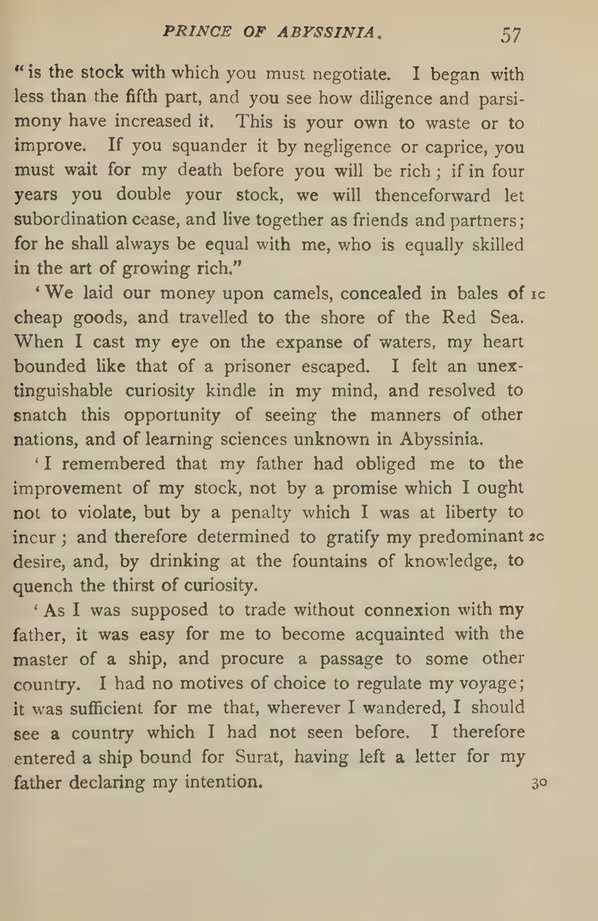 PRINCE OF ABYSSINIA. 57
“ is the stock with which you must negotiate. I began with
less than the fifth part, and you see how diligence and parsi-
mony have increased it. This is your own to waste or to
improve. If you squander it by negligence or caprice, you
must wait for my death before you will be rich ; if in four
years you double your stock, we will thenceforward let
subordination cease, and live together as friends and partners ;
for he shall always be equal with me, who is equally skilled
in the art of growing rich.”
‘ We laid our money upon camels, concealed in bales of 10
cheap goods, and travelled to the shore of the Red Sea.
When I cast my eye on the expanse of waters, my heart
bounded like that of a prisoner escaped. I felt an unex-
tinguishable curiosity kindle in my mind, and resolved to
snatch this opportunity of seeing the manners of other
nations, and of learning sciences unknown in Abyssinia.
‘ I remembered that my father had obliged me to the
improvement of my stock, not by a promise which I ought
not to violate, but by a penalty which I was at liberty to
incur ; and therefore determined to gratify my predominant 20
desire, and, by drinking at the fountains of knowledge, to
quench the thirst of curiosity.
‘ As I was supposed to trade without connexion with my
father, it was easy for me to become acquainted with the
master of a ship, and procure a passage to some other
country. I had no motives of choice to regulate my voyage ;
it was sufficient for me that, wherever I wandered, I should
see a country which I had not seen before. I therefore
entered a ship bound for Surat, having left a letter for my
father declaring my intention. 30